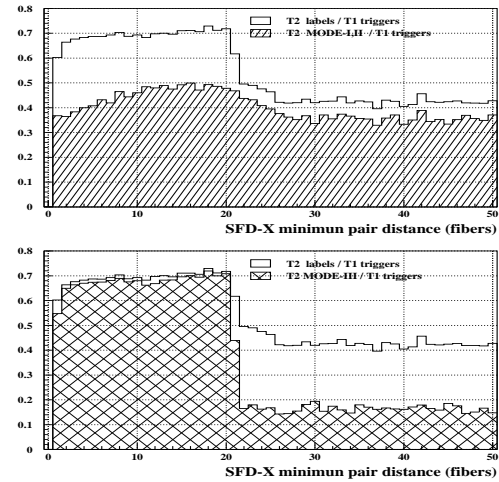 0.8
T2 labels / T1 triggers
0.7
T2 MODE-I,II / T1 triggers
0.6
0.5
0.4
0.3
0.2
0.1
0
0 10 20 30 40 50
SFD-X minimun pair distance (fibers)
0.8
T2 labels / T1 triggers
0.7
T2 MODE-III / T1 triggers
0.6
0.5
0.4
0.3
0.2
0.1
0
0 10 20 30 40 50
SFD-X minimun pair distance (fibers)